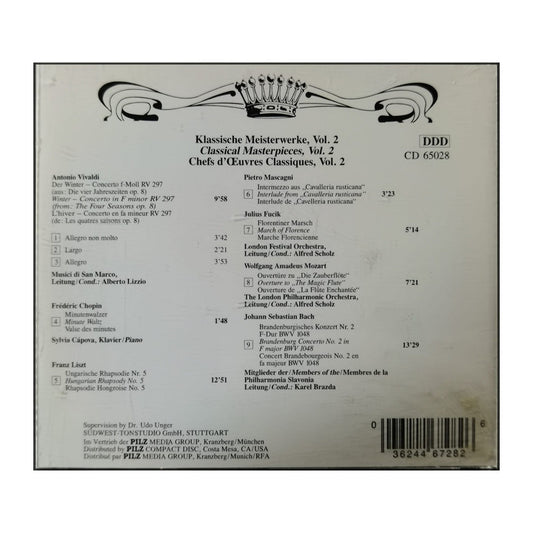 Klassische Meisterwerke, Vol. 2
Classical Masterpieces, Vol. 2
Chefs d'Œuvres Classiques, Vol. 2
DDD
CD 65028
Antonio Vivaldi
Der Winter – Concerto f-Moll RV 297
(aus: Die vier Jahreszeiten op. 8)
Winter – Concerto in F minor RV 297 9'58
(from: The Four Seasons op. 8)
L'hiver – Concerto en fa mineur RV 297
(de: Les quatres saisons op. 8)
1 Allegro non molto 3'42
2 Largo 2'21
3 Allegro 3'53
Musici di San Marco,
Leitung/Cond.: Alberto Lizzio
Frédéric Chopin
Minutenwalzer
4 Minute Waltz 1'48
Valse des minutes
Sylvia Cápova, Klavier/Piano
Franz Liszt
Ungarische Rhapsodie Nr. 5
5 Hungarian Rhapsody No. 5 12'51
Rhapsodie Hongroise No. 5
Pietro Mascagni
Intermezzo aus „Cavalleria rusticana“
6 Interlude from „Cavalleria rusticana“ 3'23
Interlude de „Cavalleria rusticana“
Julius Fucik
Florentiner Marsch
7 March of Florence 5'14
Marche Florencienne
London Festival Orchestra,
Leitung/Cond.: Alfred Scholz
Wolfgang Amadeus Mozart
Ouvertüre zu „Die Zauberflöte“
8 Overture to "The Magic Flute" 7'21
Ouverture de "La Flûte Enchantée"
The London Philharmonic Orchestra,
Leitung/Cond.: Alfred Scholz
Johann Sebastian Bach
Brandenburgisches Konzert Nr. 2
F-Dur BWV 1048
9 Brandenburg Concerto No. 2 in
F major BWV 1048 13'29
Concert Brandebourgeois No. 2 en
fa majeur BWV 1048
Mitglieder der/Members of the/Membres de la
Philharmonia Slavonia
Leitung/Cond.: Karel Brazda
Supervision by Dr. Udo Unger
SÜDWEST-TONSTUDIO GmbH, STUTTGART
Im Vertrieb der PILZ MEDIA GROUP, Kranzberg/München
Distributed by PILZ COMPACT DISC, Costa Mesa, CA/USA
Distribué par PILZ MEDIA GROUP, Kranzberg/Munich/RFA
0 36244 87282 6